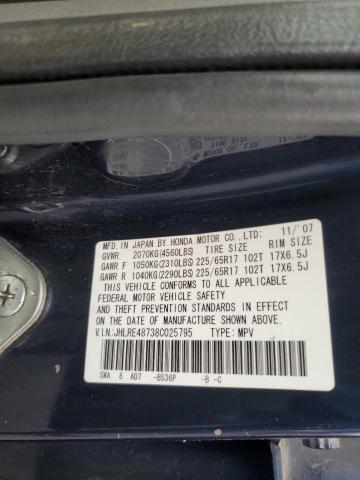 MFD. IN JAPAN BY HONDA MOTOR CO., LTD: 11/'07
GVWR 2070KG(4560LBS) TIRE SIZE RIM SIZE
GAWR F 1050KG(2310LBS) 225/65R17 102T 17X6.5J
GAWR R 1040KG(2290LBS) 225/65R17 102T 17X6.5J
THIS VEHICLE CONFORMS TO ALL APPLICABLE
FEDERAL MOTOR VEHICLE SAFETY
AND THEFT PREVENTION STANDARDS IN EFFECT ON
THE DATE OF MANUFACTURE SHOWN ABOVE.
V.I.N.:JHLRE48738C025795 TYPE: MPV
SWA 8 AD7 -B536P -B -C